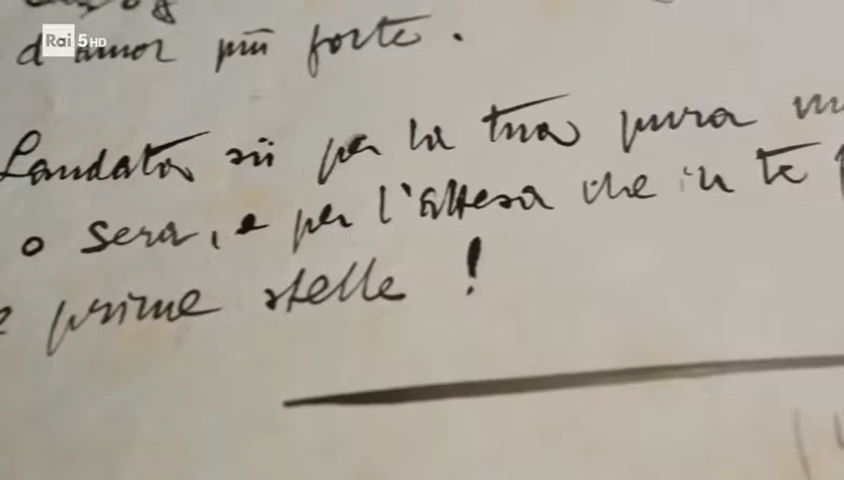 Rai 5 HD
d'amor più forte.
Laudata sii per la tua pura
o sera, e per l'attesa che in te
prime stelle!